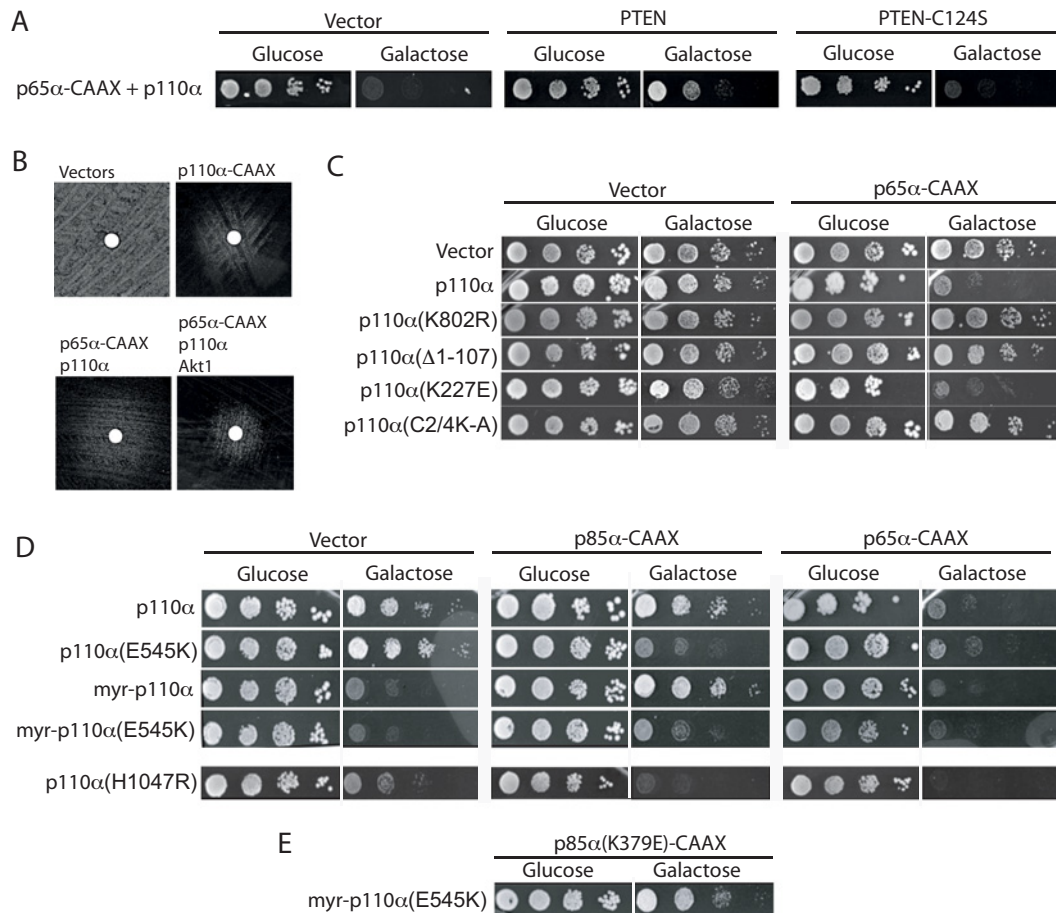 A
Vector PTEN PTEN-C124S
Glucose Galactose Glucose Galactose Glucose Galactose
p65α-CAAX + p110α
B
Vectors p110α-CAAX
p65α-CAAX
p110α
p65α-CAAX
p110α
Akt1
C
Vector p65α-CAAX
Glucose Galactose Glucose Galactose
Vector
p110α
p110α(K802R)
p110α(Δ1-107)
p110α(K227E)
p110α(C2/4K-A)
D
Vector p85α-CAAX p65α-CAAX
Glucose Galactose Glucose Galactose Glucose Galactose
p110α
p110α(E545K)
myr-p110α
myr-p110α(E545K)
p110α(H1047R)
E
p85α(K379E)-CAAX
Glucose Galactose
myr-p110α(E545K)